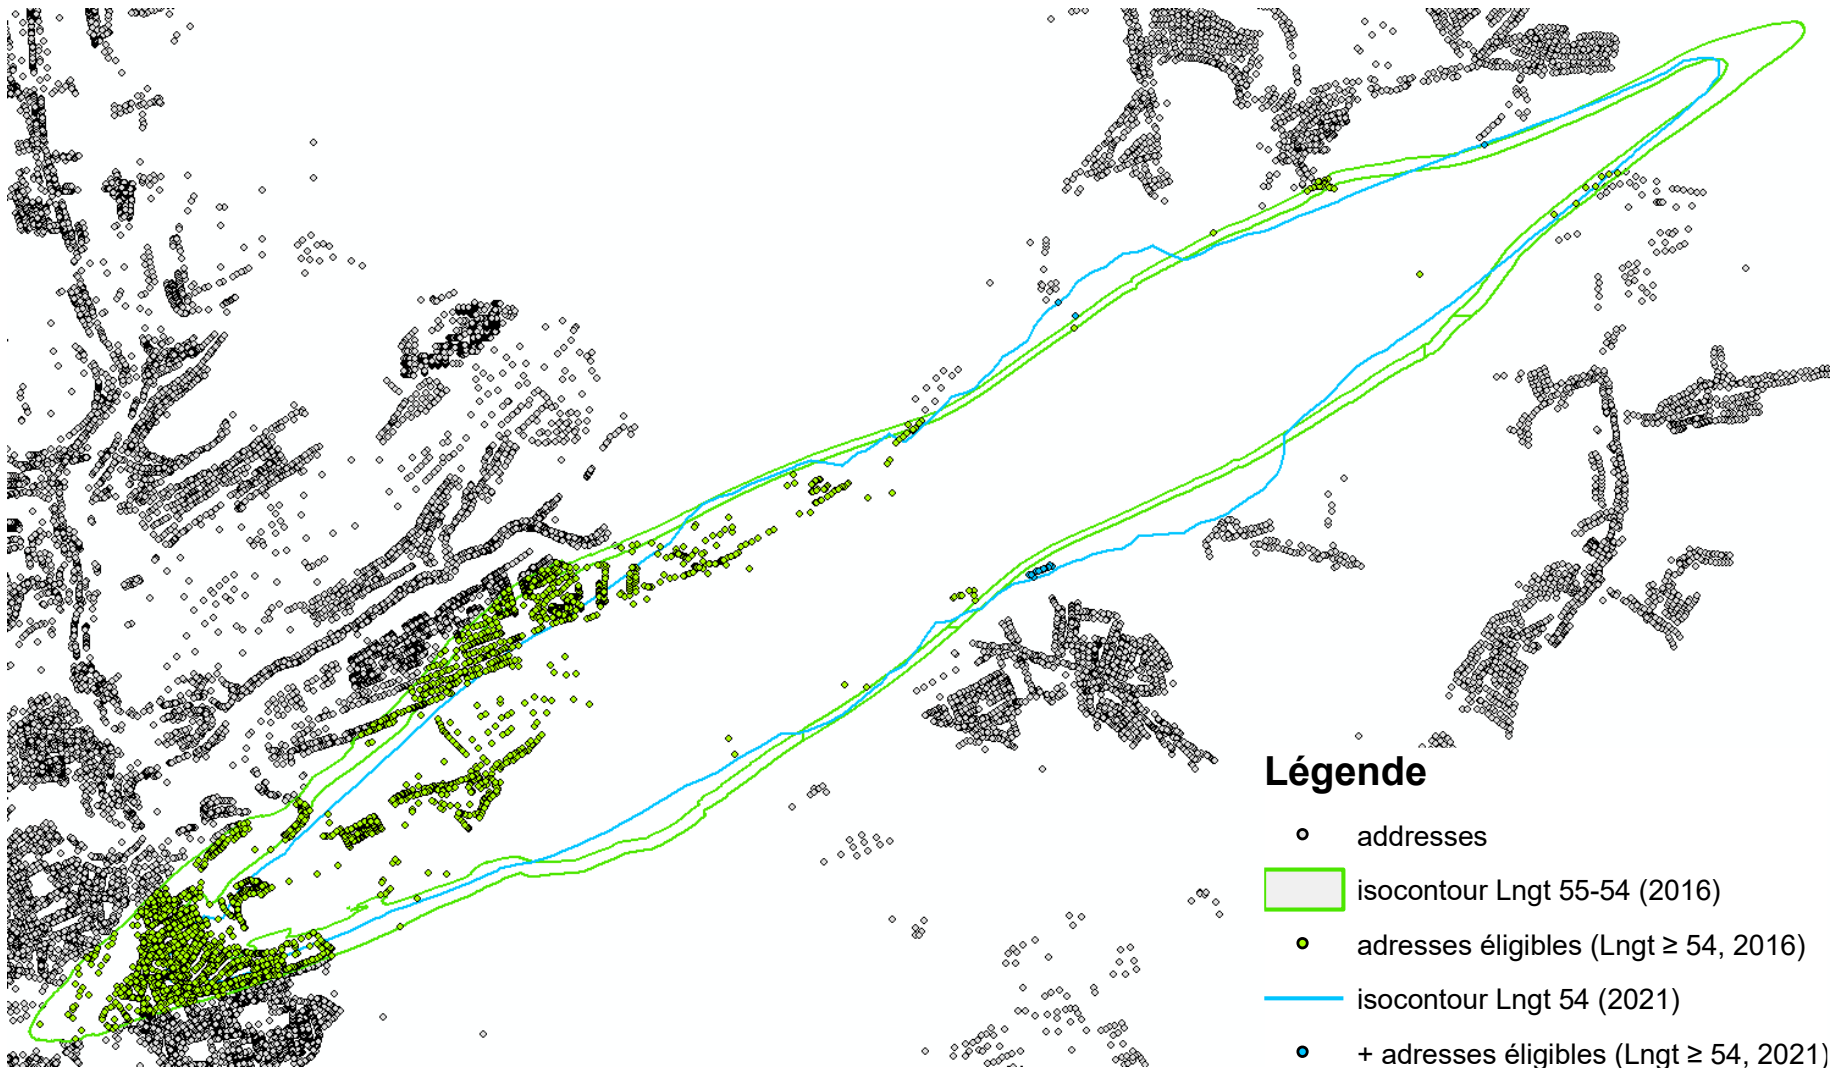 Légende
addresses
isocontour Lngt 55-54 (2016)
adresses éligibles (Lngt ≥ 54, 2016)
isocontour Lngt 54 (2021)
+ adresses éligibles (Lngt ≥ 54, 2021)